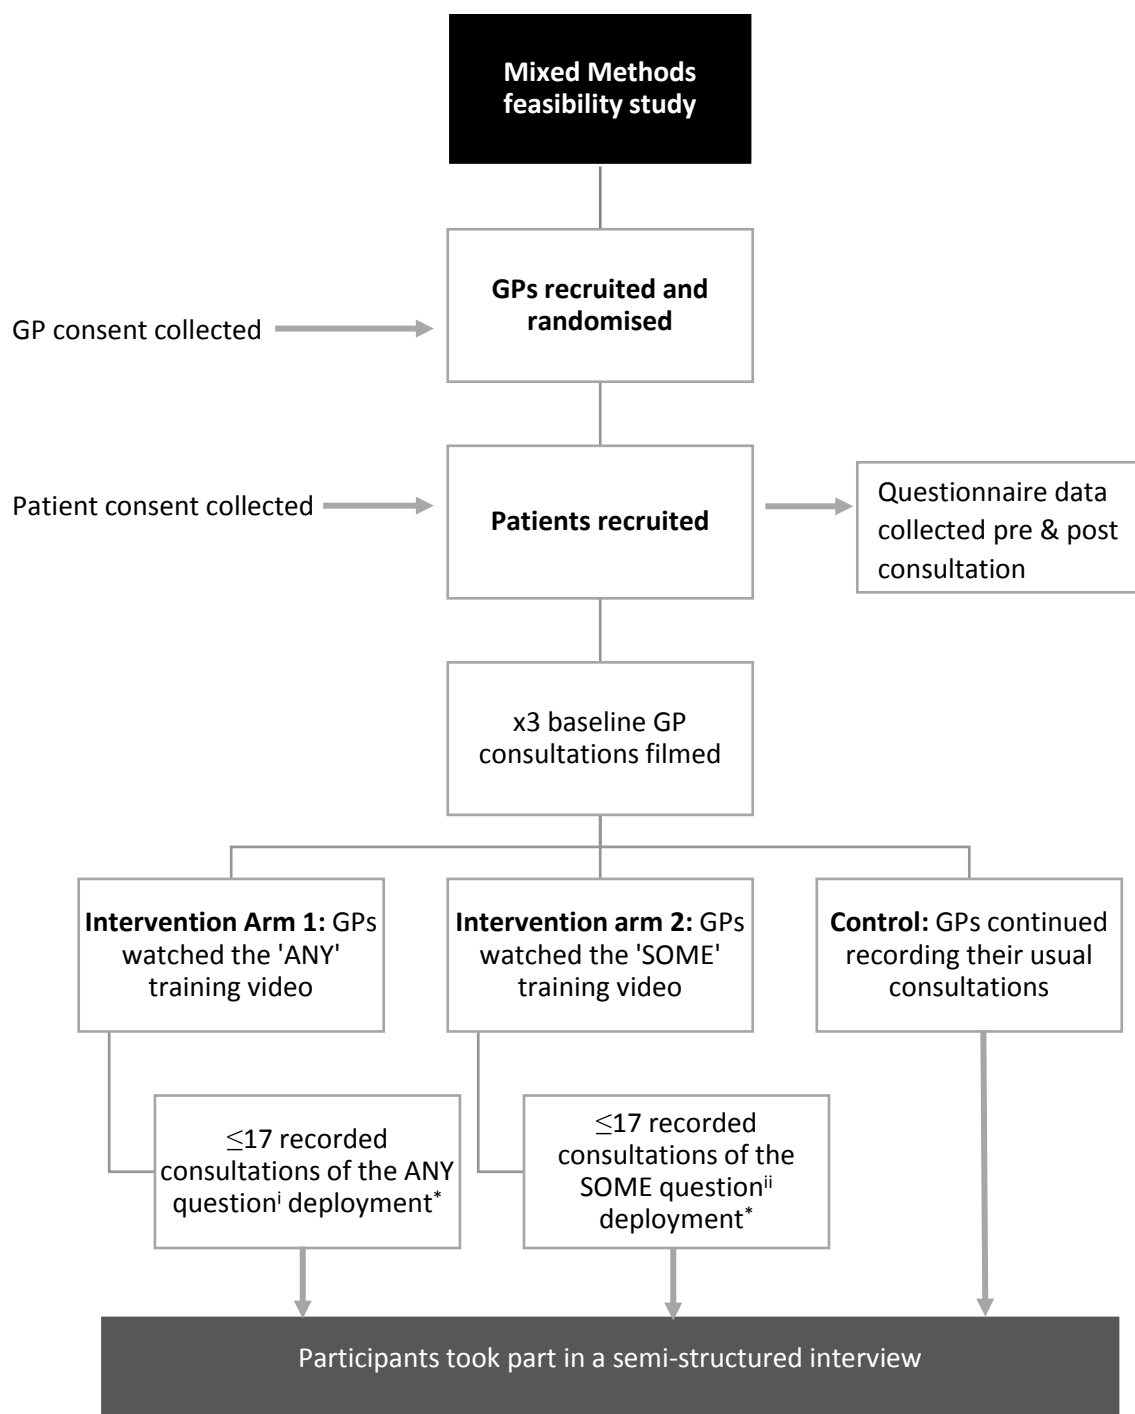 Mixed Methods
feasibility study
GPs recruited and
randomised
GP consent collected
Patient consent collected
Patients recruited
Questionnaire data
collected pre & post
consultation
x3 baseline GP
consultations filmed
Intervention Arm 1: GPs
watched the 'ANY'
training video
Intervention arm 2: GPs
watched the 'SOME'
training video
Control: GPs continued
recording their usual
consultations
≤17 recorded
consultations of the ANY
questionⁱ deployment*
≤17 recorded
consultations of the
SOME questionⁱⁱ
deployment*
Participants took part in a semi-structured interview